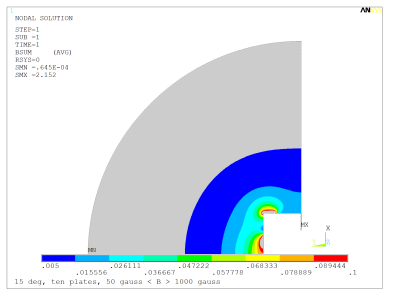 1
ANSYS
NODAL SOLUTION
STEP=1
SUB =1
TIME=1
BSUM (AVG)
RSYS=0
SMN =.645E-04
SMX =2.152
MX
X
MN
.005 .026111 .047222 .068333 .089444
.015556 .036667 .057778 .078889 .1
15 deg, ten plates, 50 gauss < B > 1000 gauss